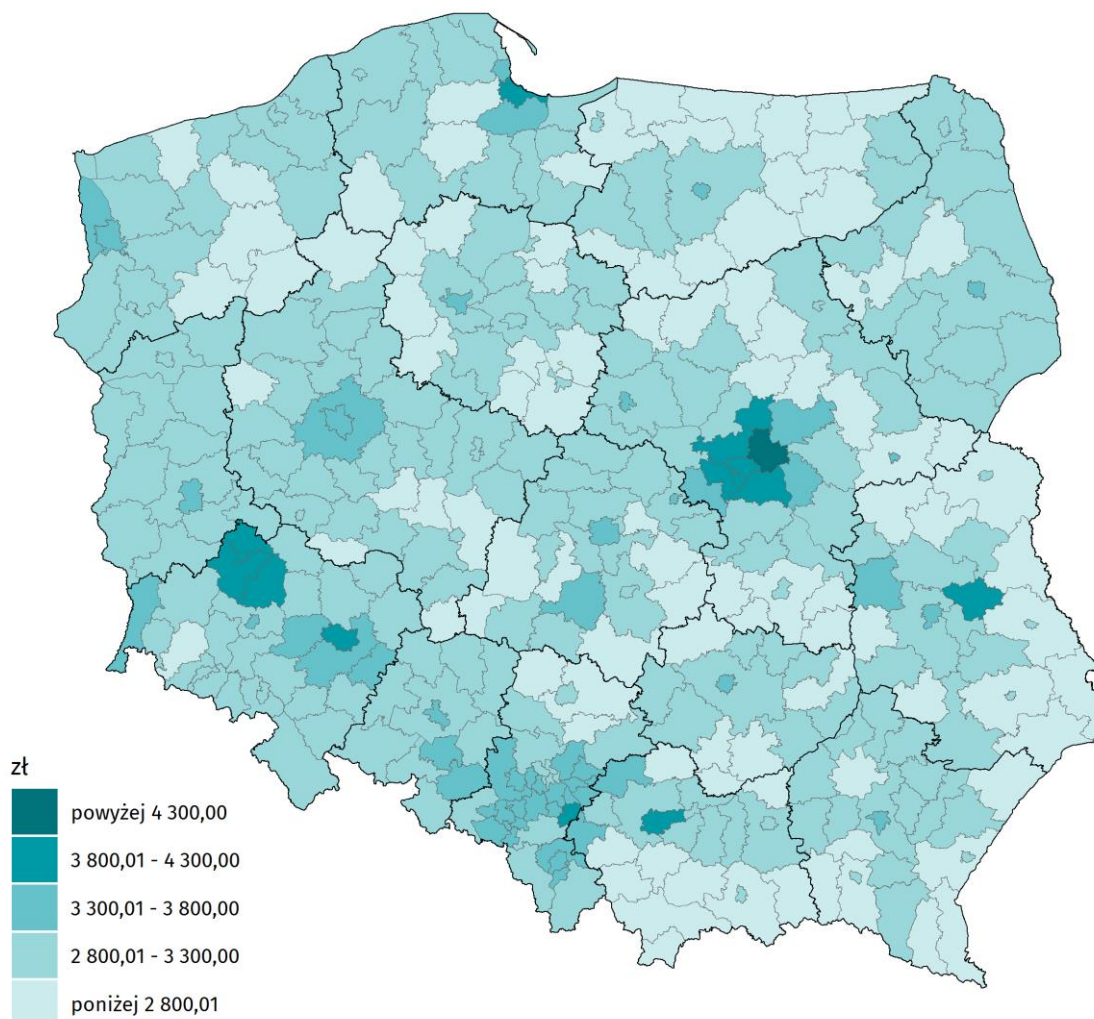 zł
powyżej 4 300,00
3 800,01 - 4 300,00
3 300,01 - 3 800,00
2 800,01 - 3 300,00
poniżej 2 800,01